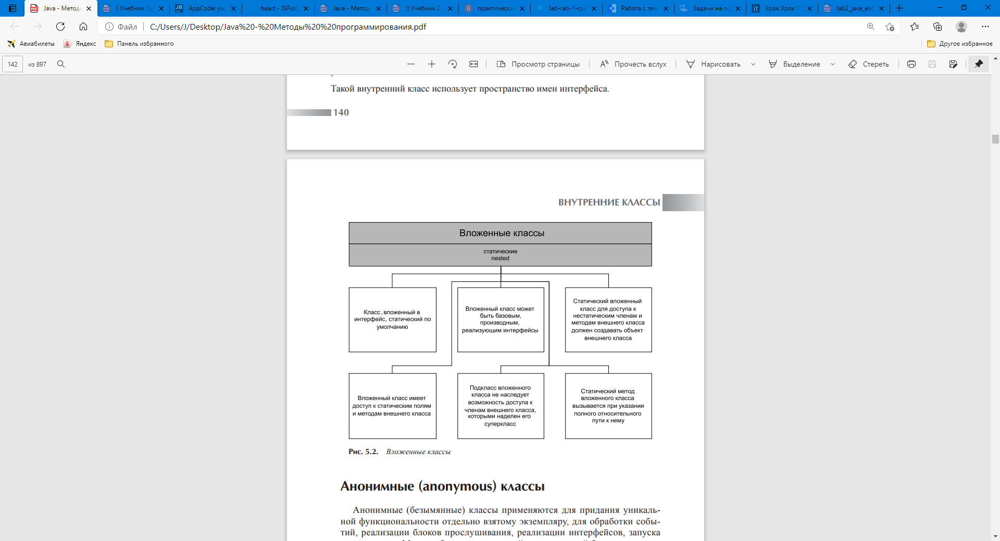 Java - Методы
! Учебник 1.p
AppCode: ум
heart - JSFidd
Java - Методы
!! Учебник 2.
практически
lab-rab-1-css
Работа с текс
Задачи на ос
Урок Урок 1
lab2_java_exc
Файл
C:/Users/J/Desktop/Java%20-%20Методы%20%20программирования.pdf
Авиабилеты
Яндекс
Панель избранного
Другое избранное
142 из 897
Просмотр страницы
Прочесть вслух
Нарисовать
Выделение
Стереть
Такой внутренний класс использует пространство имен интерфейса.
140
ВНУТРЕННИЕ КЛАССЫ
Вложенные классы
статические
nested
Класс, вложенный в
интерфейс, статический по
умолчанию
Вложенный класс может
быть базовым,
производным,
реализующим интерфейсы
Статический вложенный
класс для доступа к
нестатическим членам и
методам внешнего класса
должен создавать объект
внешнего класса
Вложенный класс имеет
доступ к статическим полям
и методам внешнего класса
Подкласс вложенного
класса не наследует
возможность доступа к
членам внешнего класса,
которыми наделен его
суперкласс
Статический метод
вложенного класса
вызывается при указании
полного относительного
пути к нему
Рис. 5.2. Вложенные классы
Анонимные (anonymous) классы
Анонимные (безымянные) классы применяются для придания уникаль-
ной функциональности отдельно взятому экземпляру, для обработки собы-
тий, реализации блоков прослушивания, реализации интерфейсов, запуска